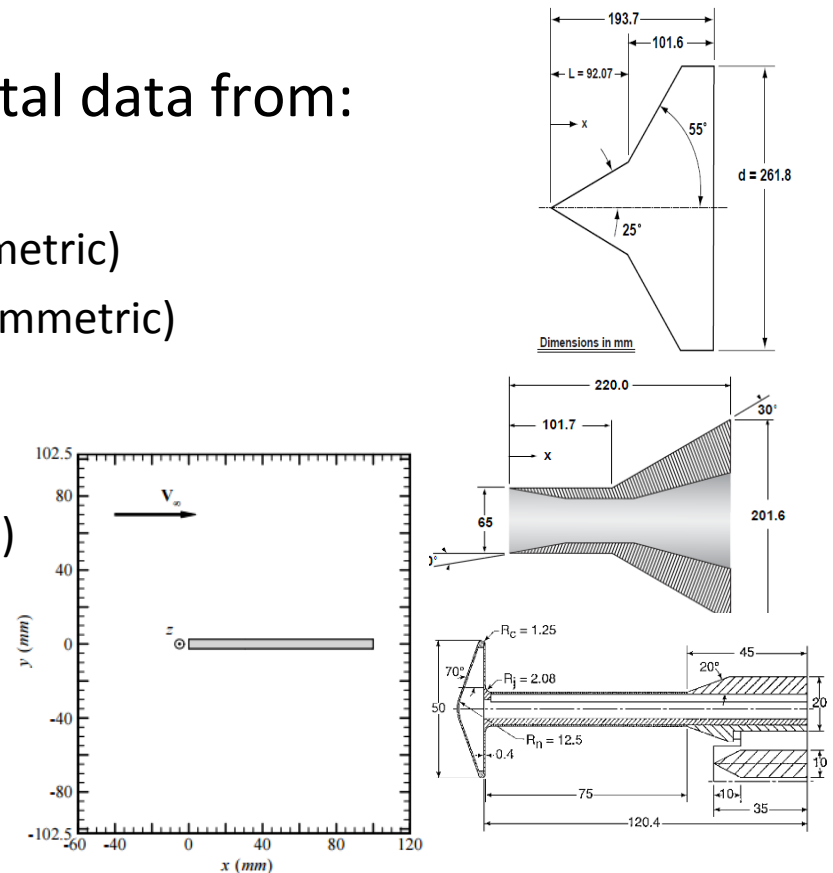 tal data from:
metric)
mmetric)
)
193.7
101.6
L = 92.07
x
55°
d = 261.8
25°
Dimensions in mm
220.0
30°
101.7
x
65
201.6
0°
102.5
80
40
0
-40
-80
-102.5
-60 -40 0 40 80 120
x (mm)
y (mm)
V∞
z
Rc = 1.25
45
70°
20°
Rj = 2.08
50
20
Rn = 12.5
0.4
10
75
10
35
120.4